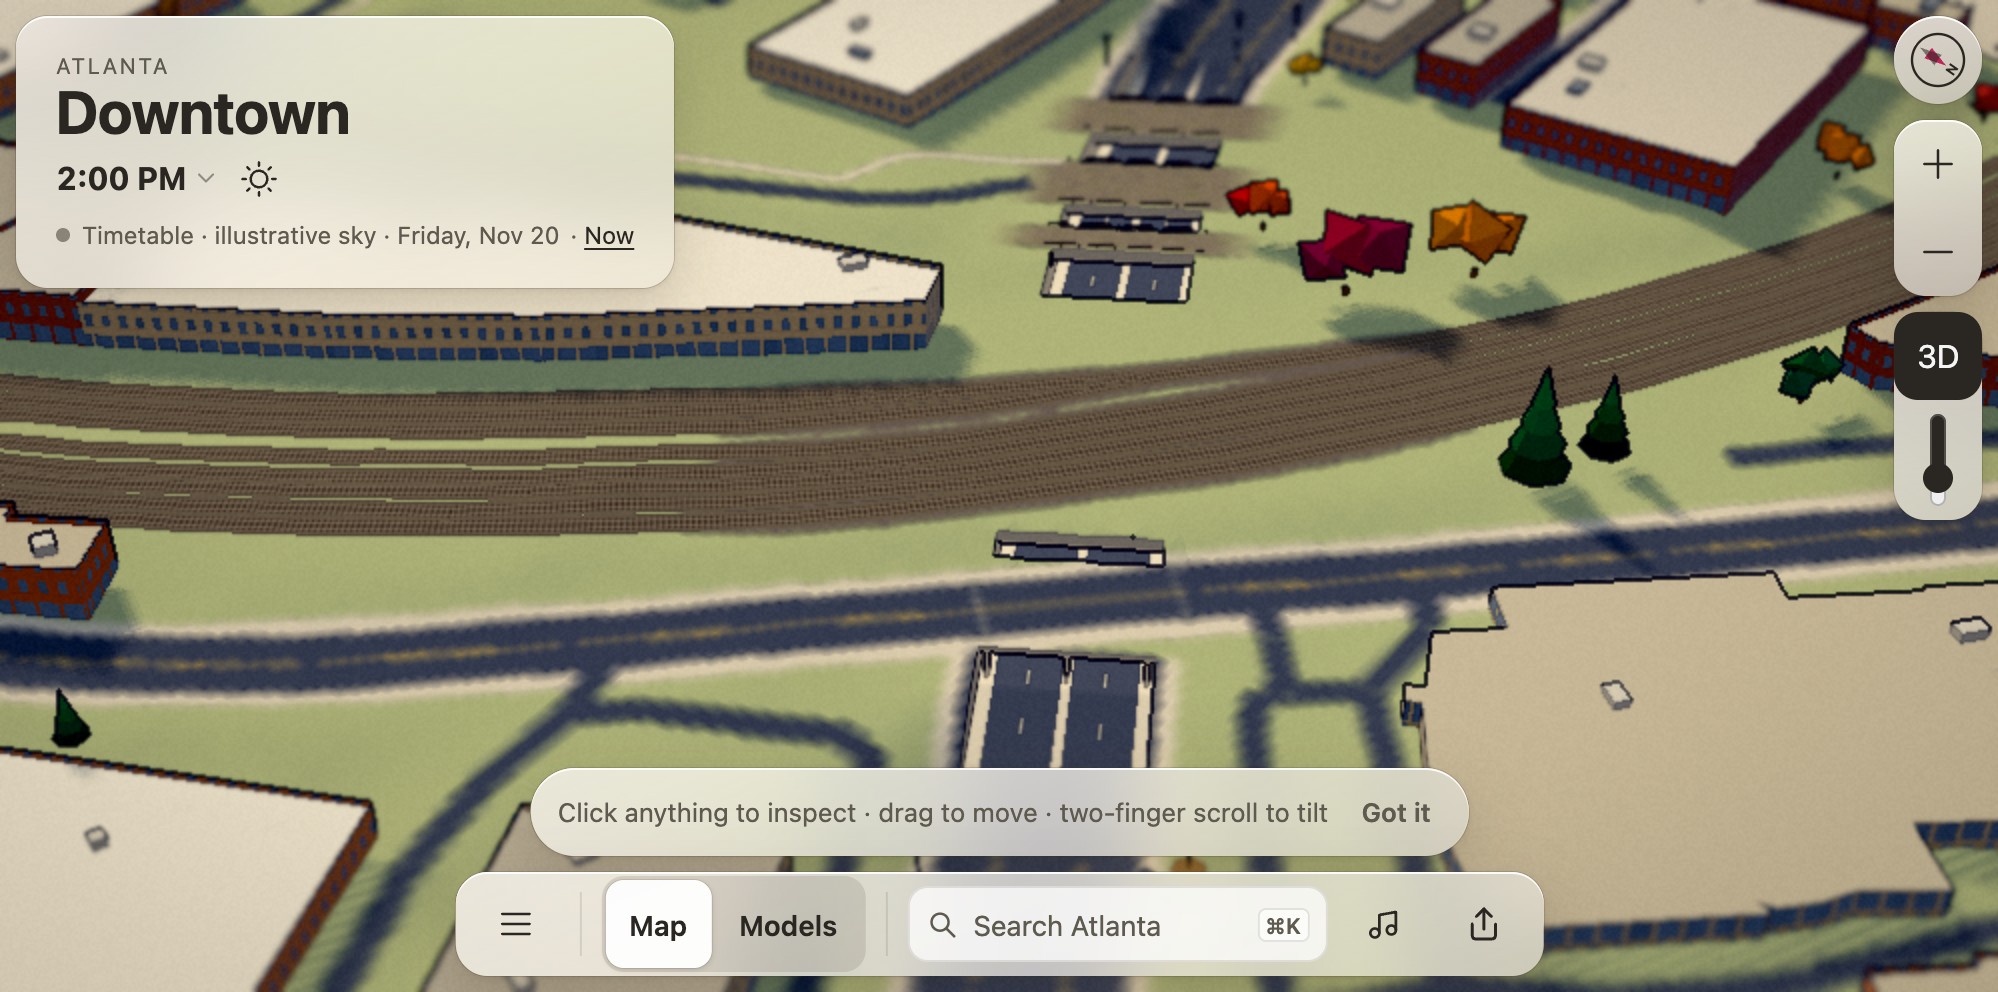 ATLANTA
Downtown
2:00 PM
Timetable · illustrative sky · Friday, Nov 20 · Now
N
3D
Click anything to inspect · drag to move · two-finger scroll to tilt Got it
Map Models Search Atlanta ⌘K